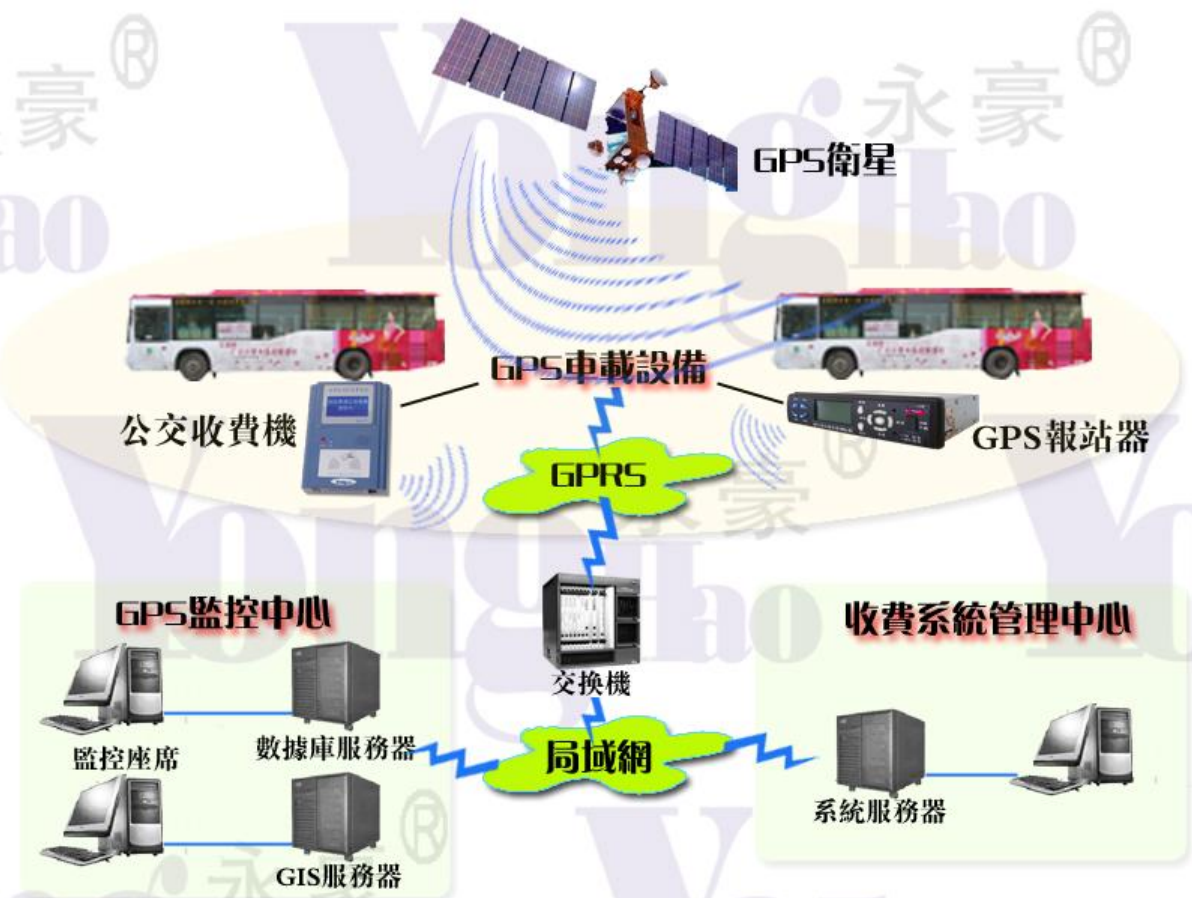 GPS衛星
GPS車載設備
公交收費機
GPS報站器
GPRS
GPS監控中心
收費系統管理中心
交換機
監控座席
數據庫服務器
局域網
系統服務器
GIS服務器
永豪®
YongHao